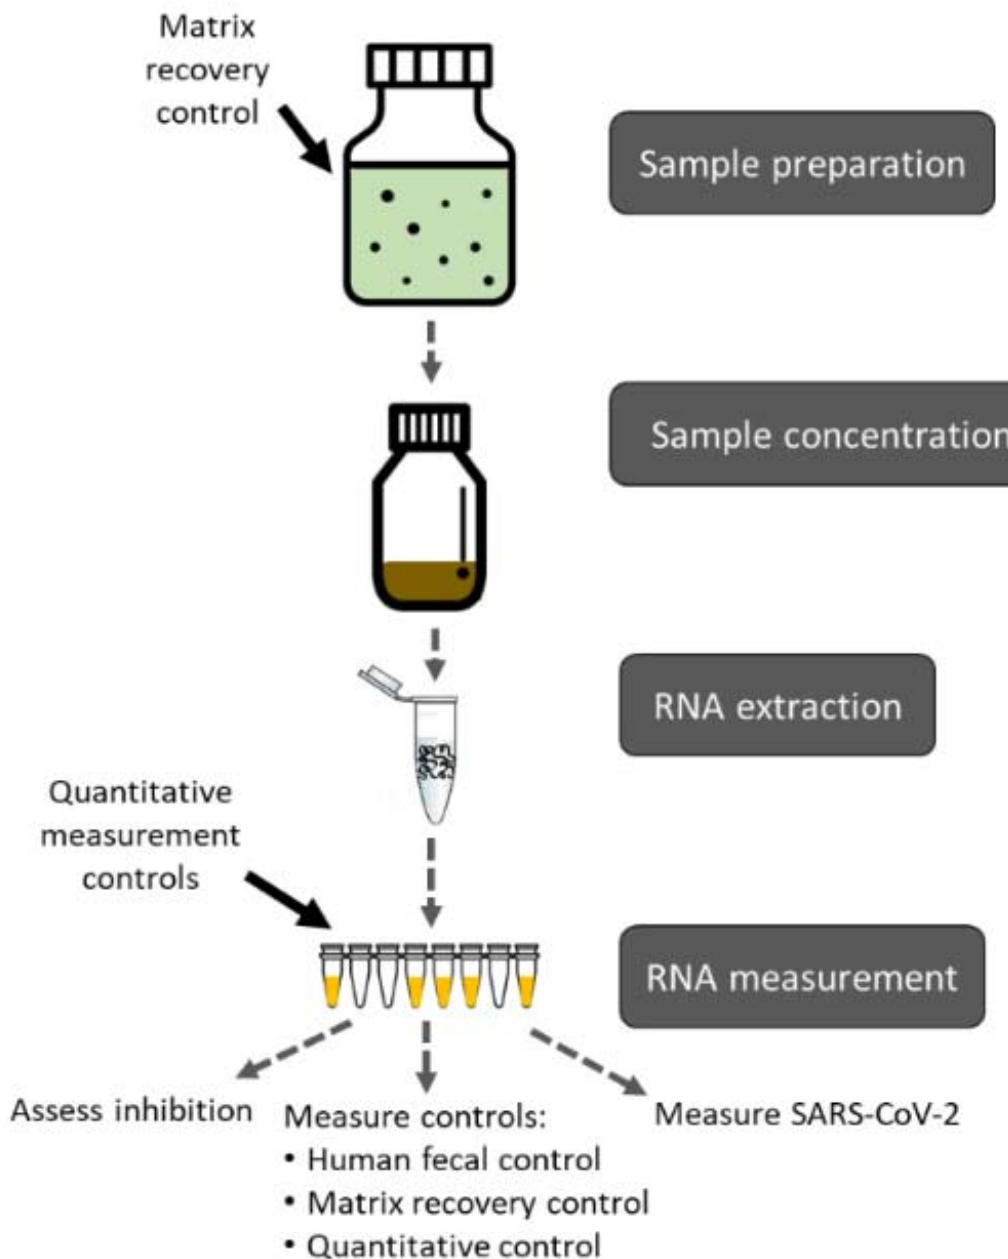 Matrix
recovery
control
Sample preparation
Sample concentration
RNA extraction
Quantitative
measurement
controls
RNA measurement
Assess inhibition
Measure controls:
• Human fecal control
• Matrix recovery control
• Quantitative control
Measure SARS-CoV-2